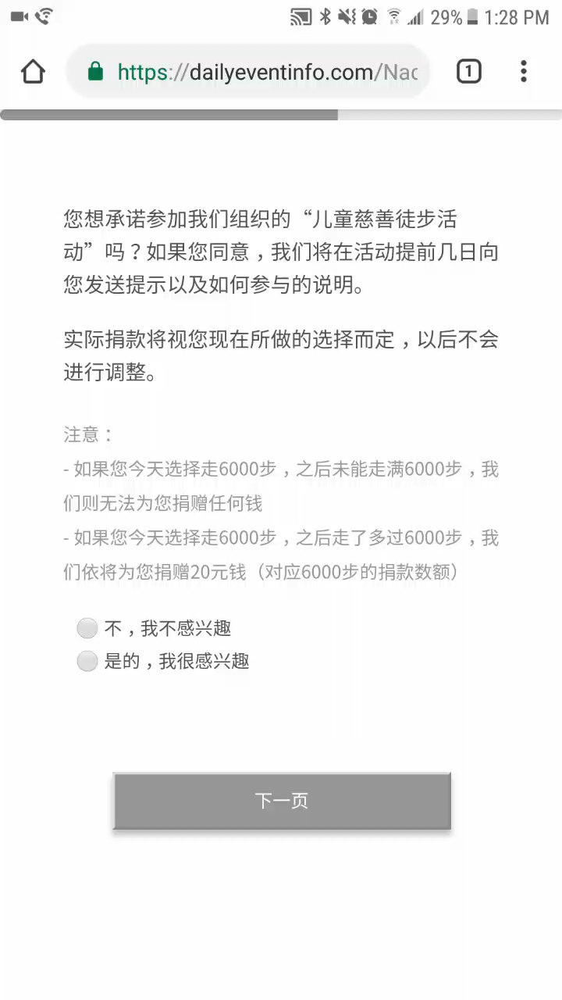 29% 1:28 PM
https://dailyeventinfo.com/Nac
1
您想承诺参加我们组织的“儿童慈善徒步活
动”吗？如果您同意，我们将在活动提前几日向
您发送提示以及如何参与的说明。
实际捐款将视您现在所做的选择而定，以后不会
进行调整。
注意：
- 如果您今天选择走6000步，之后未能走满6000步，我
们则无法为您捐赠任何钱
- 如果您今天选择走6000步，之后走了多过6000步，我
们依将为您捐赠20元钱（对应6000步的捐款数额）
不，我不感兴趣
是的，我很感兴趣
下一页